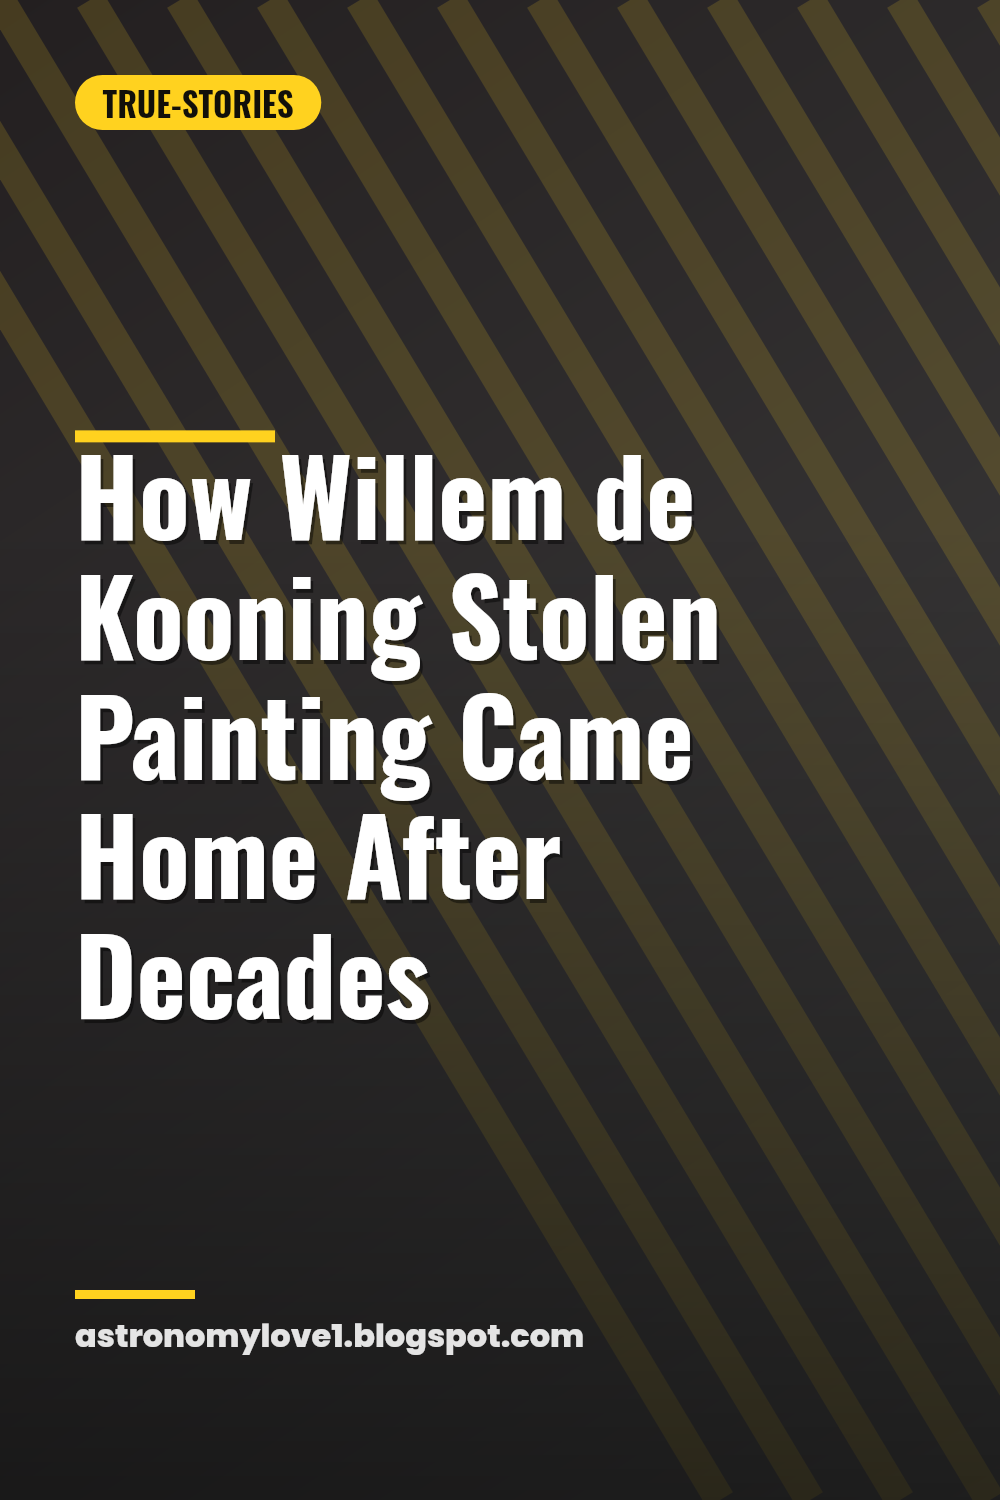 TRUE-STORIES
How Willem de
Kooning Stolen
Painting Came
Home After
Decades
astronomylove1.blogspot.com